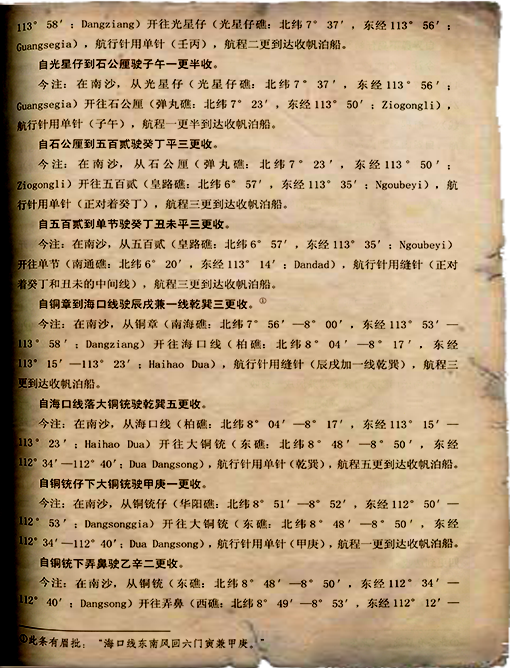 113° 58′；Dangziang）开往光星仔（光星仔礁：北纬 7° 37′，东经 113° 56′；
Guangsegia），航行针用单针（壬丙），航程二更到达收帆泊船。
自光星仔到石公厘驶子午一更半收。
今注：在南沙，从光星仔（光星仔礁：北纬 7° 37′，东经 113° 56′；
Guangsegia）开往石公厘（弹丸礁：北纬 7° 23′，东经 113° 50′；Ziogongli），
航行针用单针（子午），航程一更半到达收帆泊船。
自石公厘到五百贰驶癸丁平三更收。
今注：在南沙，从石公厘（弹丸礁：北纬 7° 23′，东经 113° 50′；
Ziogongli）开往五百贰（皇路礁：北纬 6° 57′，东经 113° 35′；Ngoubeyi），航
行针用单针（正对着癸丁），航程三更到达收帆泊船。
自五百贰到单节驶癸丁丑未平三更收。
今注：在南沙，从五百贰（皇路礁：北纬 6° 57′，东经 113° 35′；Ngoubeyi）
开往单节（南通礁：北纬 6° 20′，东经 113° 14′；Dandad），航行针用缝针（正对
着癸丁和丑未的中间线），航程三更到达收帆泊船。
自铜章到海口线驶辰戌兼一线乾巽三更收。①
今注：在南沙，从铜章（南海礁：北纬 7° 56′—8° 00′，东经 113° 53′—
113° 58′；Dangziang）开往海口线（柏礁：北纬 8° 04′—8° 17′，东经
113° 15′—113° 23′；Haihao Dua），航行针用缝针（辰戌加一线乾巽），航程三
更到达收帆泊船。
自海口线落大铜铳驶乾巽五更收。
今注：在南沙，从海口线（柏礁：北纬 8° 04′—8° 17′，东经 113° 15′—
113° 23′；Haihao Dua）开往大铜铳（东礁：北纬 8° 48′—8° 50′，东经
112° 34′—112° 40′；Dua Dangsong），航行针用单针（乾巽），航程五更到达收帆泊船。
自铜铳仔下大铜铳驶甲庚一更收。
今注：在南沙，从铜铳仔（华阳礁：北纬 8° 51′—8° 52′，东经 112° 50′—
112° 53′；Dangsonggia）开往大铜铳（东礁：北纬 8° 48′—8° 50′，东经
112° 34′—112° 40′；Dua Dangsong），航行针用单针（甲庚），航程一更到达收帆泊船。
自铜铳下弄鼻驶乙辛二更收。
今注：在南沙，从铜铳（东礁：北纬 8° 48′—8° 50′，东经 112° 34′—
112° 40′；Dangsong）开往弄鼻（西礁：北纬 8° 49′—8° 53′，东经 112° 12′—
①此条有眉批：“海口线东南风回六门寅兼甲庚。”